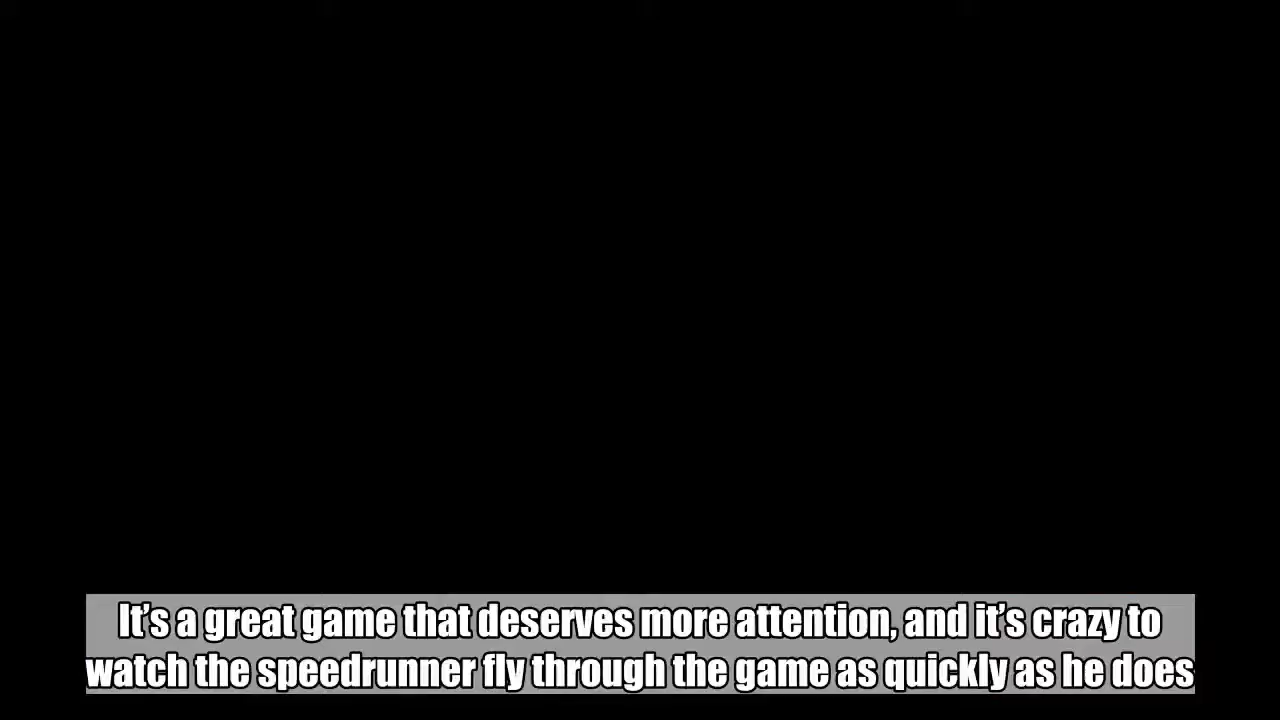 It’s a great game that deserves more attention, and it’s crazy to
watch the speedrunner fly through the game as quickly as he does